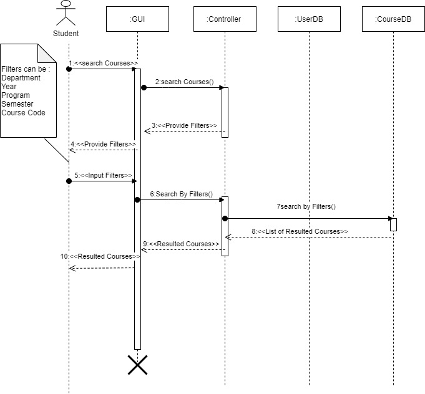 Student
:GUI
:Controller
:UserDB
:CourseDB
Filters can be :
Department
Year
Program
Semester
Course Code
1:<<search Courses>>
2:search Courses()
3:<<Provide Filters>>
4:<<Provide Filters>>
5:<<Input Filters>>
6:Search By Filters()
7search by Filters()
8:<<List of Resulted Courses>>
9:<<Resulted Courses>>
10:<<Resulted Courses>>